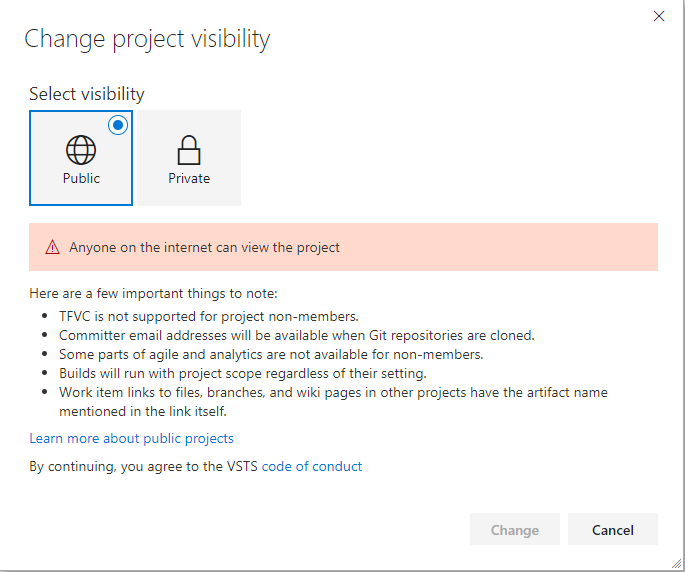 Change project visibility
Select visibility
Public
Private
Anyone on the internet can view the project
Here are a few important things to note:
• TFVC is not supported for project non-members.
• Committer email addresses will be available when Git repositories are cloned.
• Some parts of agile and analytics are not available for non-members.
• Builds will run with project scope regardless of their setting.
• Work item links to files, branches, and wiki pages in other projects have the artifact name
mentioned in the link itself.
Learn more about public projects
By continuing, you agree to the VSTS code of conduct
Change
Cancel